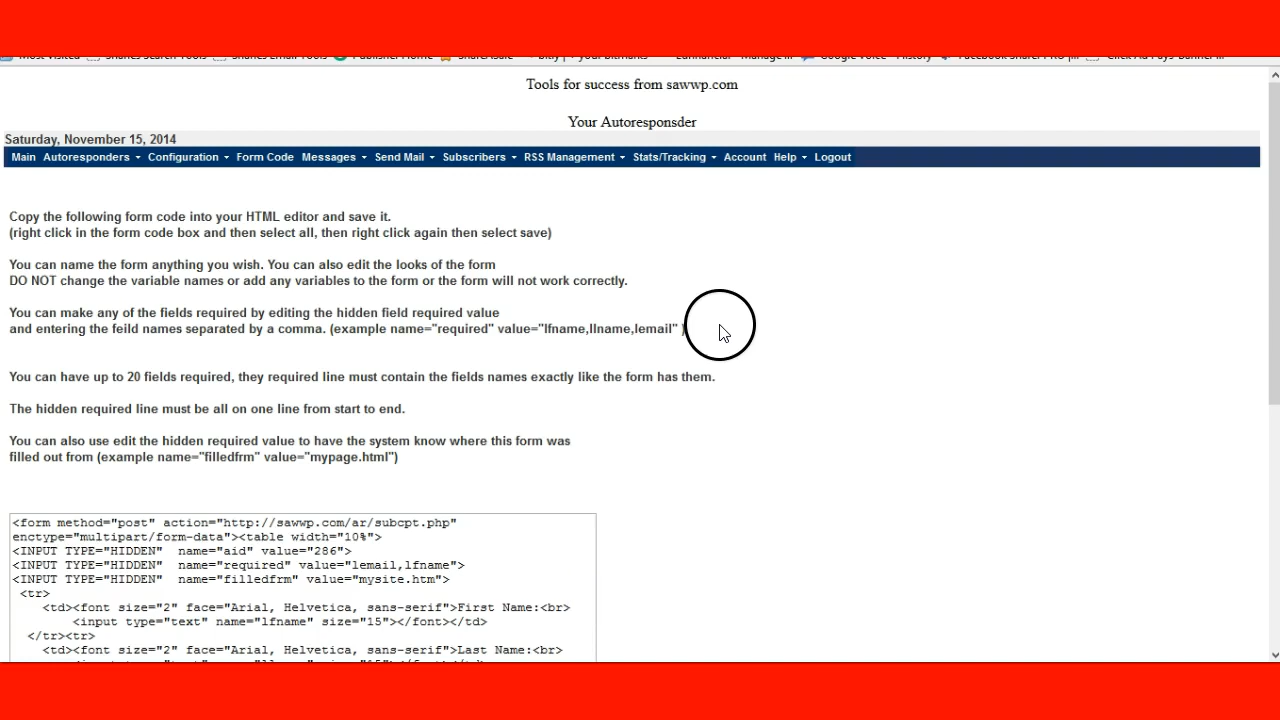 Tools for success from sawwp.com
Your Autoresponsder
Saturday, November 15, 2014
Main Autoresponders Configuration Form Code Messages Send Mail Subscribers RSS Management Stats/Tracking Account Help Logout
Copy the following form code into your HTML editor and save it.
(right click in the form code box and then select all, then right click again then select save)
You can name the form anything you wish. You can also edit the looks of the form
DO NOT change the variable names or add any variables to the form or the form will not work correctly.
You can make any of the fields required by editing the hidden field required value
and entering the feild names separated by a comma. (example name="required" value="lfname,llname,lemail" )
You can have up to 20 fields required, they required line must contain the fields names exactly like the form has them.
The hidden required line must be all on one line from start to end.
You can also use edit the hidden required value to have the system know where this form was
filled out from (example name="filledfrm" value="mypage.html")
<form method="post" action="http://sawwp.com/ar/subcpt.php"
enctype="multipart/form-data"><table width="10%">
<INPUT TYPE="HIDDEN" name="aid" value="286">
<INPUT TYPE="HIDDEN" name="required" value="lemail,lfname">
<INPUT TYPE="HIDDEN" name="filledfrm" value="mysite.htm">
<tr>
<td><font size="2" face="Arial, Helvetica, sans-serif">First Name:<br>
<input type="text" name="lfname" size="15"></font></td>
</tr><tr>
<td><font size="2" face="Arial, Helvetica, sans-serif">Last Name:<br>